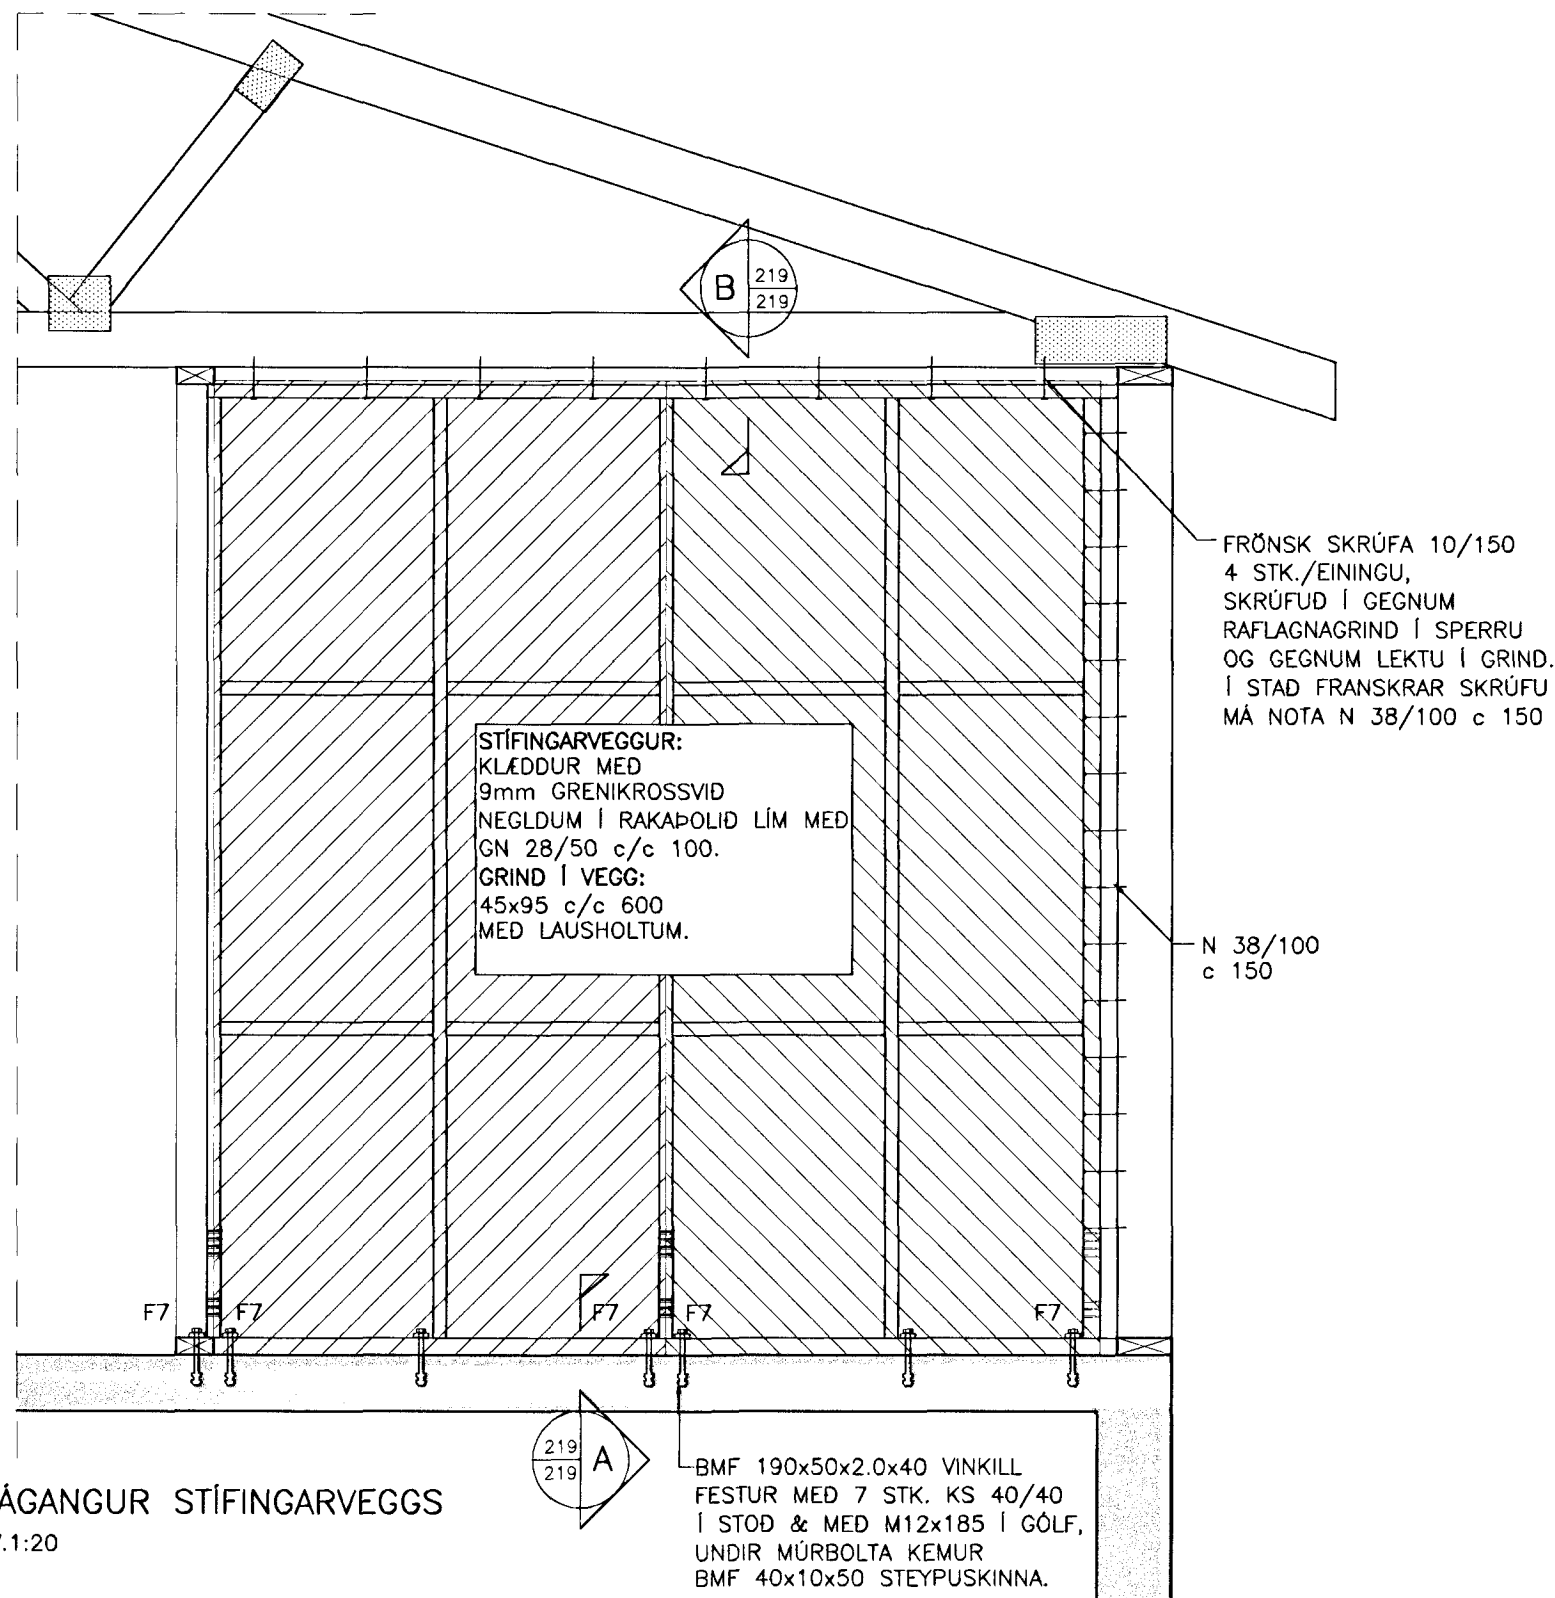 B
219
219
FRÖNSK SKRÚFA 10/150
4 STK./EININGU,
SKRÚFUÐ Í GEGNUM
RAFLAGNAGRIND Í SPERRU
OG GEGNUM LEKTU Í GRIND.
Í STAÐ FRANSKRAR SKRÚFU
MÁ NOTA N 38/100 c 150
STÍFINGARVEGGUR:
KLÆDDUR MEÐ
9mm GRENIKROSSVIÐ
NEGLDUM Í RAKAÞOLIÐ LÍM MEÐ
GN 28/50 c/c 100.
GRIND Í VEGG:
45x95 c/c 600
MEÐ LAUSHOLTUM.
N 38/100
c 150
F7
F7
F7
F7
F7
219
219
A
BMF 190x50x2.0x40 VINKILL
FESTUR MEÐ 7 STK. KS 40/40
Í STOÐ & MEÐ M12x185 Í GÓLF,
UNDIR MÚRBOLTA KEMUR
BMF 40x10x50 STEYPUSKINNA.
ÁGANGUR STÍFINGARVEGGS
.1:20